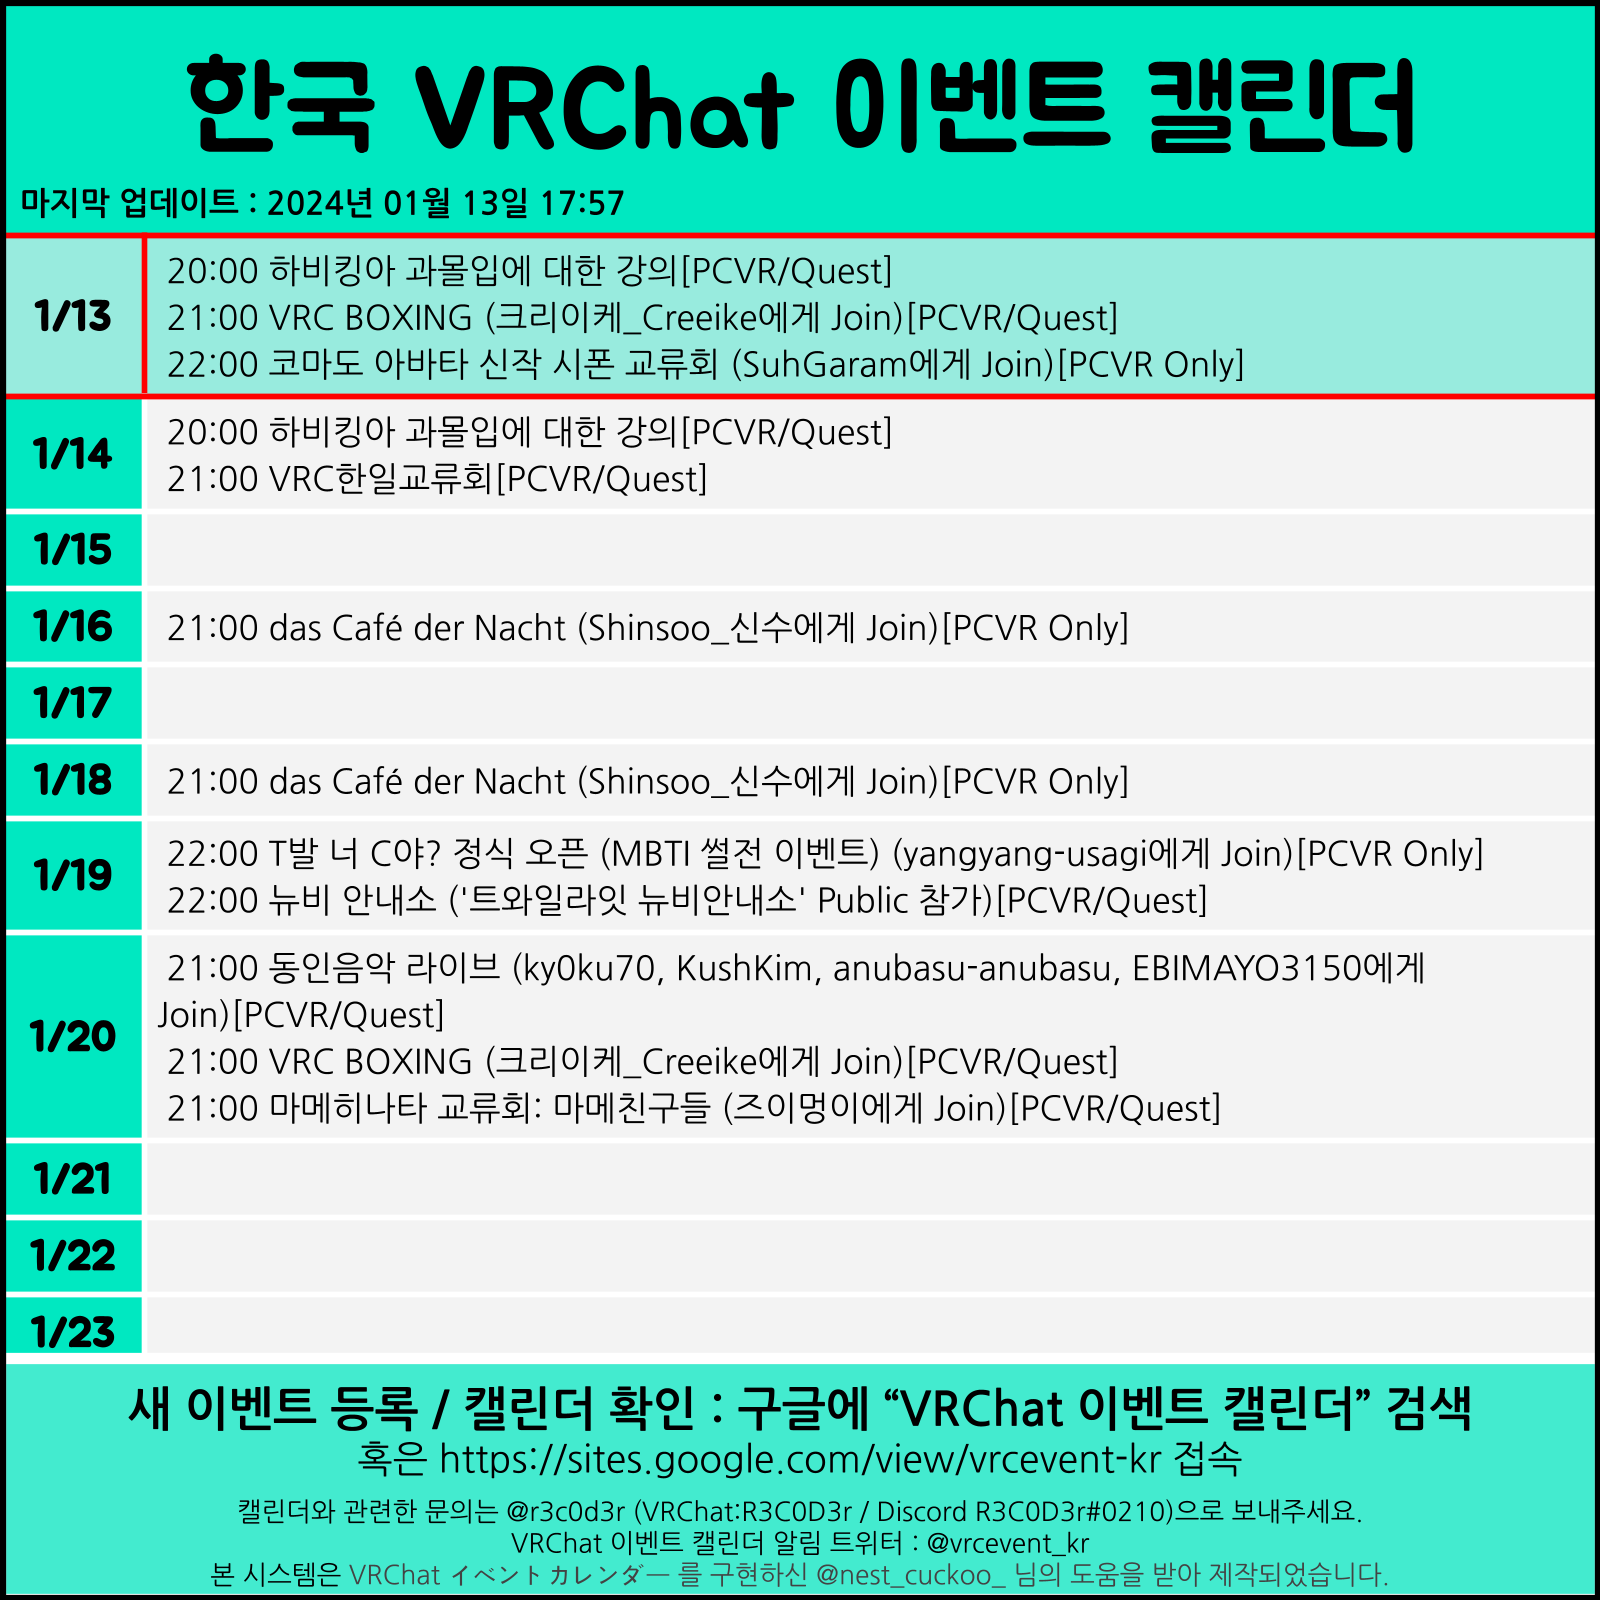 한국 VRChat 이벤트 캘린더
마지막 업데이트 : 2024년 01월 13일 17:57
1/13
20:00 하비킹아 과몰입에 대한 강의[PCVR/Quest]
21:00 VRC BOXING (크리이케_Creeike에게 Join)[PCVR/Quest]
22:00 코마도 아바타 신작 시폰 교류회 (SuhGaram에게 Join)[PCVR Only]
1/14
20:00 하비킹아 과몰입에 대한 강의[PCVR/Quest]
21:00 VRC한일교류회[PCVR/Quest]
1/15
1/16
21:00 das Café der Nacht (Shinsoo_신수에게 Join)[PCVR Only]
1/17
1/18
21:00 das Café der Nacht (Shinsoo_신수에게 Join)[PCVR Only]
1/19
22:00 T발 너 C야? 정식 오픈 (MBTI 썰전 이벤트) (yangyang-usagi에게 Join)[PCVR Only]
22:00 뉴비 안내소 ('트와일라잇 뉴비안내소' Public 참가)[PCVR/Quest]
1/20
21:00 동인음악 라이브 (ky0ku70, KushKim, anubasu-anubasu, EBIMAYO3150에게
Join)[PCVR/Quest]
21:00 VRC BOXING (크리이케_Creeike에게 Join)[PCVR/Quest]
21:00 마메히나타 교류회: 마메친구들 (즈이멍이에게 Join)[PCVR/Quest]
1/21
1/22
1/23
새 이벤트 등록 / 캘린더 확인 : 구글에 “VRChat 이벤트 캘린더” 검색
혹은 https://sites.google.com/view/vrcevent-kr 접속
캘린더와 관련한 문의는 @r3c0d3r (VRChat:R3C0D3r / Discord R3C0D3r#0210)으로 보내주세요.
VRChat 이벤트 캘린더 알림 트위터 : @vrcevent_kr
본 시스템은 VRChat イベントカレンダー 를 구현하신 @nest_cuckoo_ 님의 도움을 받아 제작되었습니다.